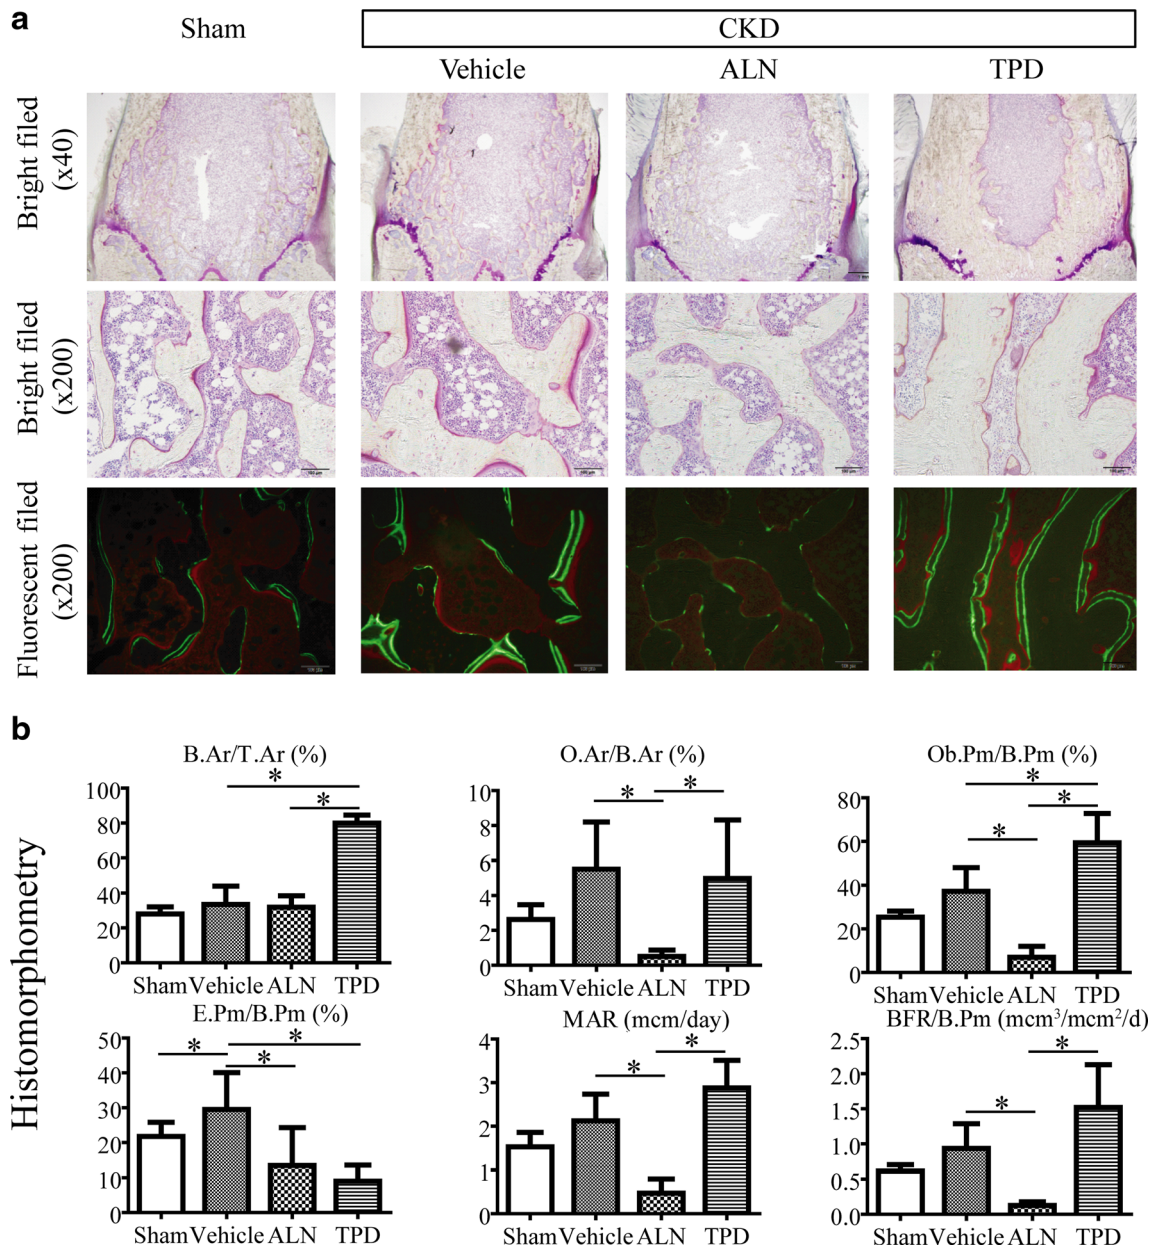 a
Sham
CKD
Vehicle
ALN
TPD
Bright filed
(x40)
Bright filed
(x200)
Fluorescent filed
(x200)
b
Histomorphometry
B.Ar/T.Ar (%)
*
*
100
80
60
40
20
0
Sham Vehicle ALN TPD
O.Ar/B.Ar (%)
*
*
10
8
6
4
2
0
Sham Vehicle ALN TPD
Ob.Pm/B.Pm (%)
*
*
*
80
60
40
20
0
Sham Vehicle ALN TPD
E.Pm/B.Pm (%)
*
*
*
50
40
30
20
10
0
Sham Vehicle ALN TPD
MAR (mcm/day)
*
*
4
3
2
1
0
Sham Vehicle ALN TPD
BFR/B.Pm (mcm³/mcm²/d)
*
*
2.5
2.0
1.5
1.0
0.5
0.0
Sham Vehicle ALN TPD